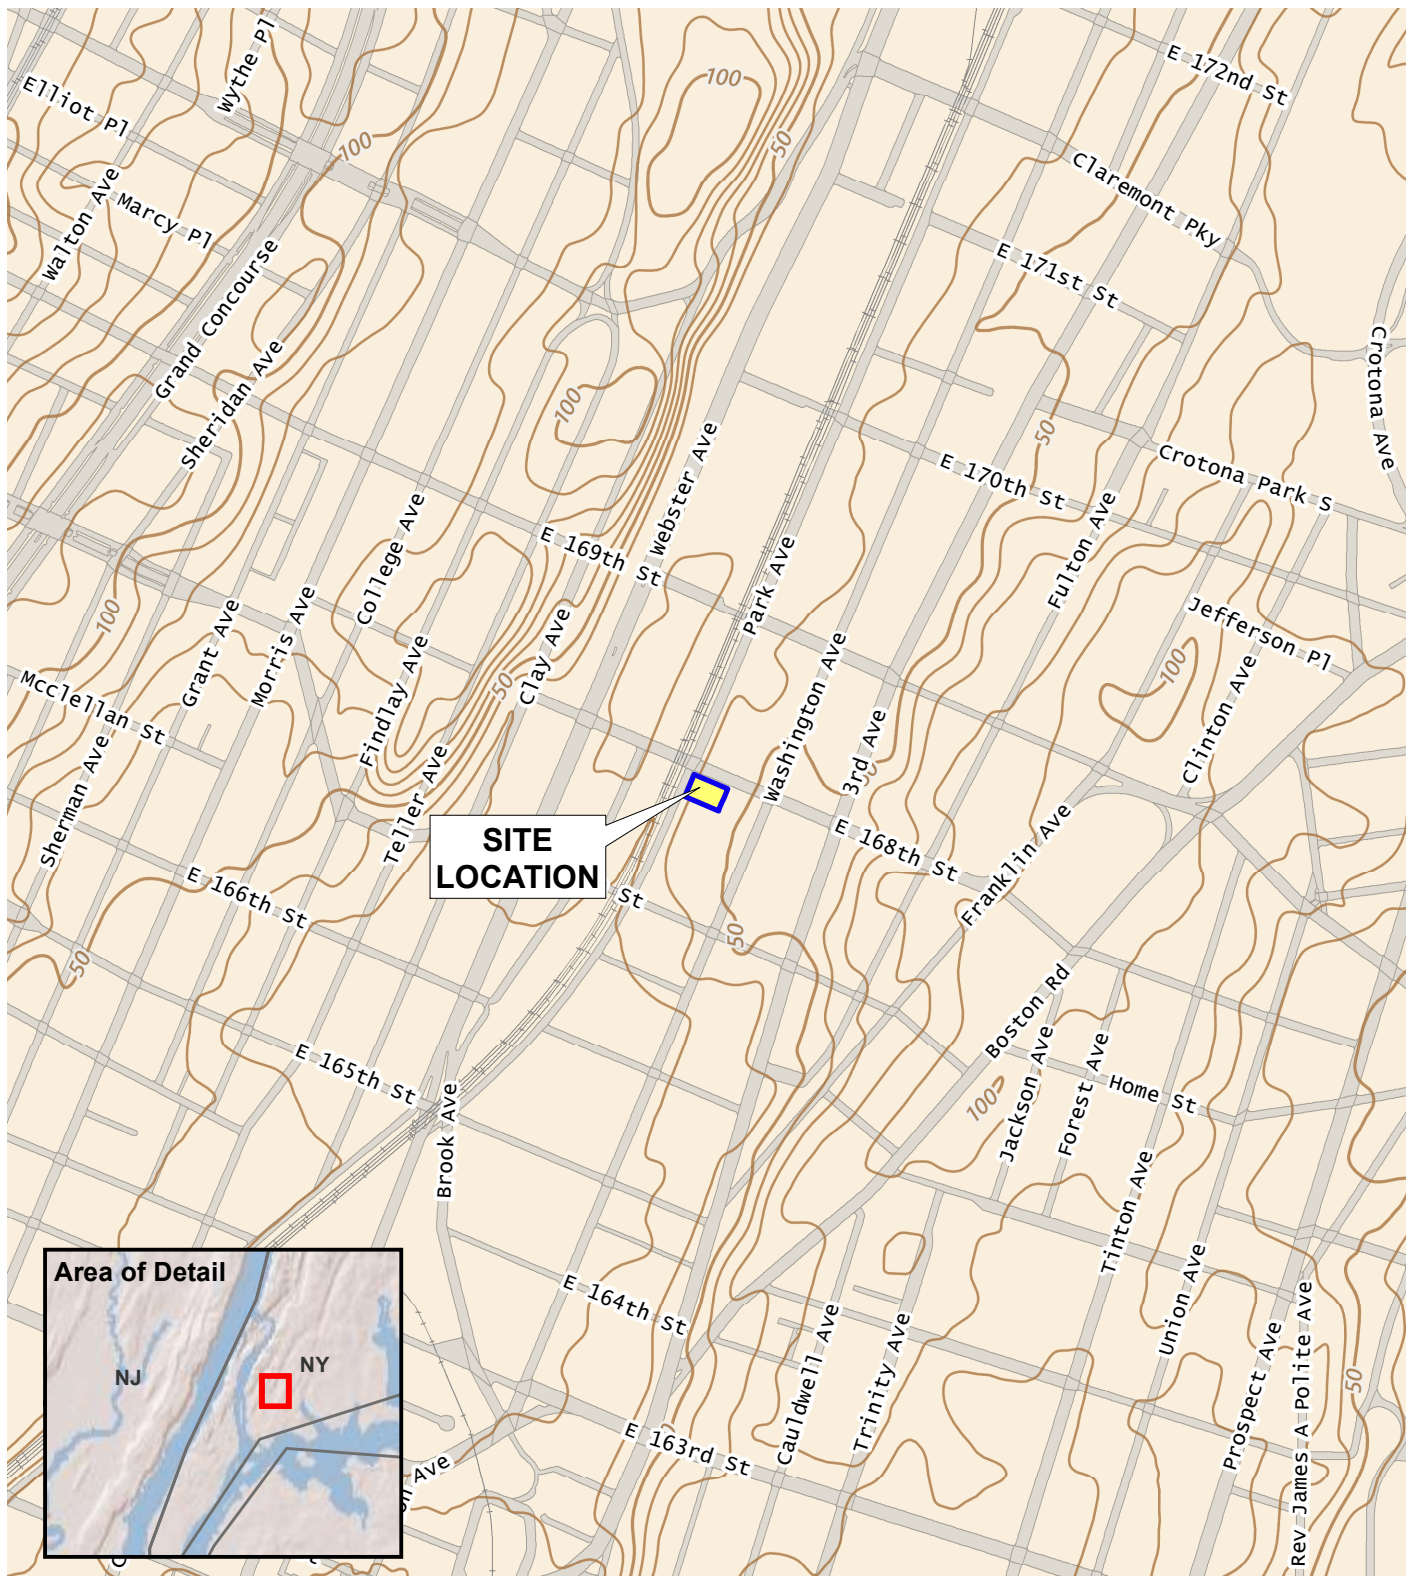 Wythe Pl
E 172nd St
Elliot Pl
100
100
50
Claremont Pky
Walton Ave
Marcy Pl
E 171st St
Grand Concourse
Sheridan Ave
Crotona Ave
100
50
Webster Ave
E 170th St
Crotona Park S
College Ave
Fulton Ave
E 169th St
Park Ave
100
Grant Ave
Morris Ave
Clay Ave
Jefferson Pl
Findlay Ave
50
Washington Ave
100
Clinton Ave
Mcclellan St
3rd Ave
Sherman Ave
Teller Ave
SITE
LOCATION
E 168th St
Franklin Ave
E 166th St
St
50
50
Boston Rd
E 165th St
Jackson Ave
Forest Ave
Home St
100
Brook Ave
Tinton Ave
Area of Detail
NJ
NY
E 164th St
Union Ave
Cauldwell Ave
Trinity Ave
Prospect Ave
Rev James A Polite Ave
50
E 163rd St
Ave